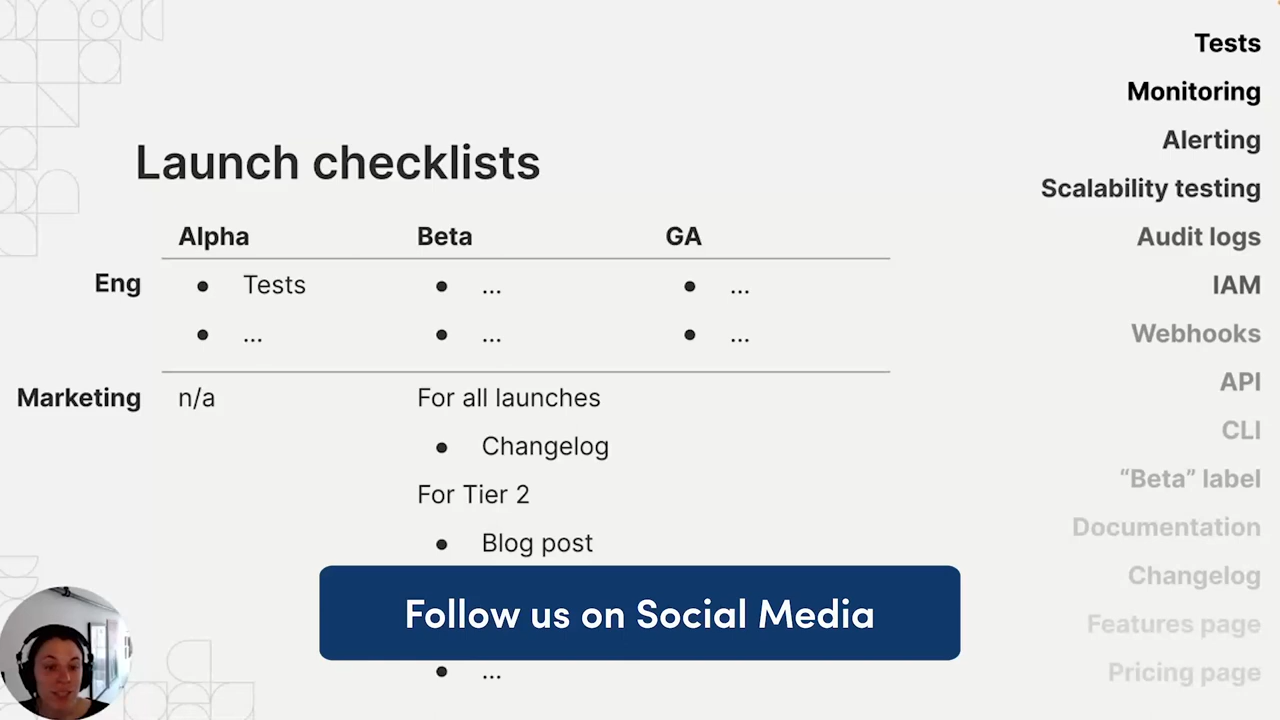 Launch checklists
Alpha Beta GA
Eng • Tests • ... • ...
• ... • ... • ...
Marketing n/a For all launches
• Changelog
For Tier 2
• Blog post
Follow us on Social Media
• ...
Tests
Monitoring
Alerting
Scalability testing
Audit logs
IAM
Webhooks
API
CLI
“Beta” label
Documentation
Changelog
Features page
Pricing page